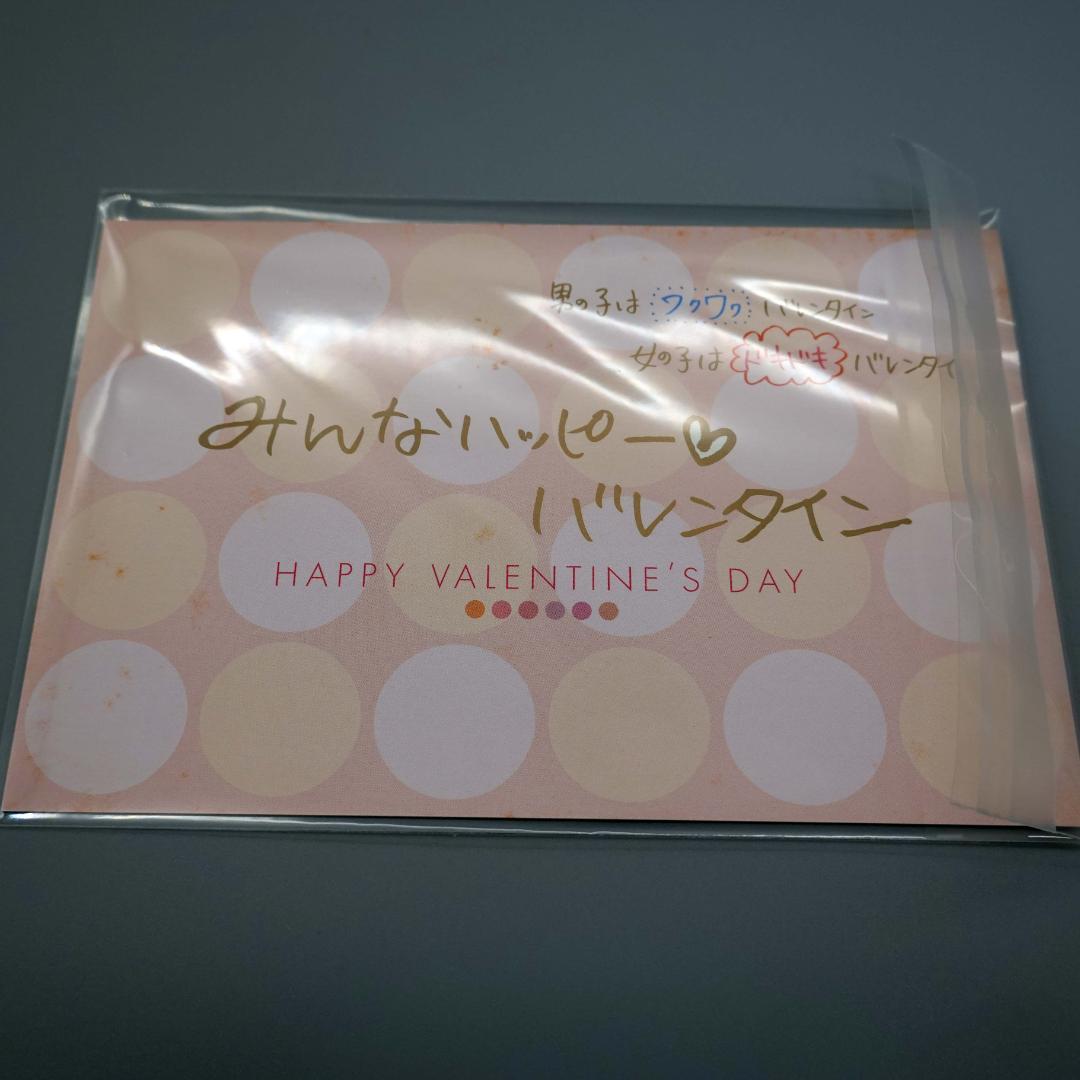 男の子は ワクワク バレンタイン
女の子は ドキドキ バレンタイ
みんなハッピー♡
バレンタイン
HAPPY VALENTINE'S DAY